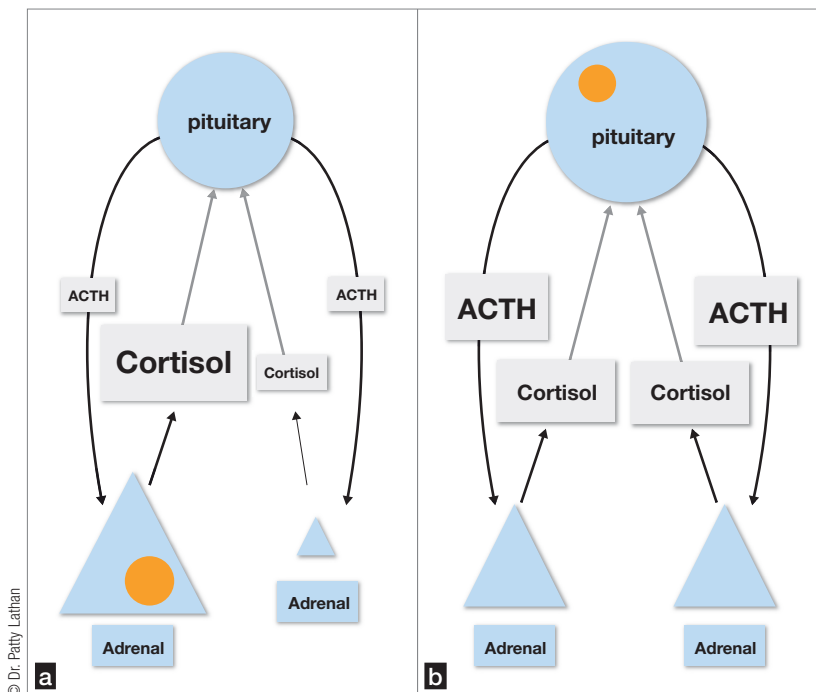 pituitary
ACTH
ACTH
Cortisol
Cortisol
Adrenal
Adrenal
© Dr. Patty Lathan
a
pituitary
ACTH
ACTH
Cortisol
Cortisol
Adrenal
Adrenal
b